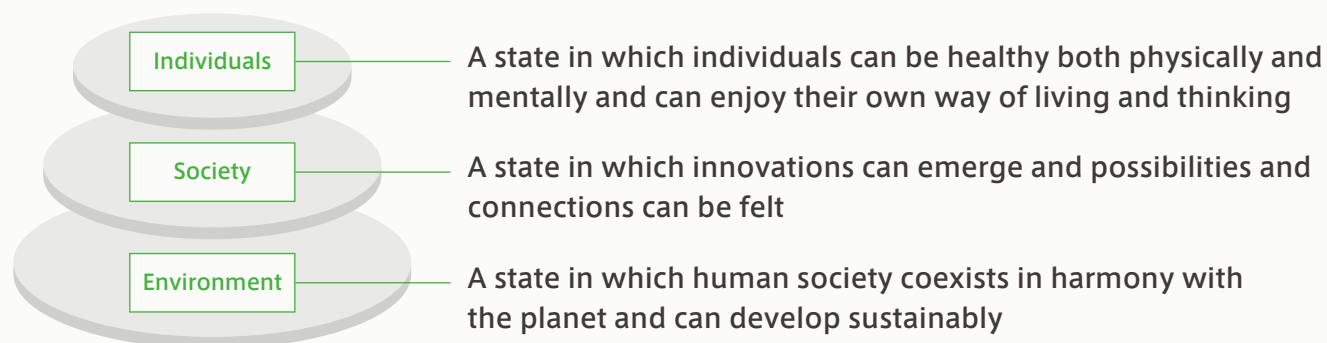 Individuals
A state in which individuals can be healthy both physically and
mentally and can enjoy their own way of living and thinking
Society
A state in which innovations can emerge and possibilities and
connections can be felt
Environment
A state in which human society coexists in harmony with
the planet and can develop sustainably